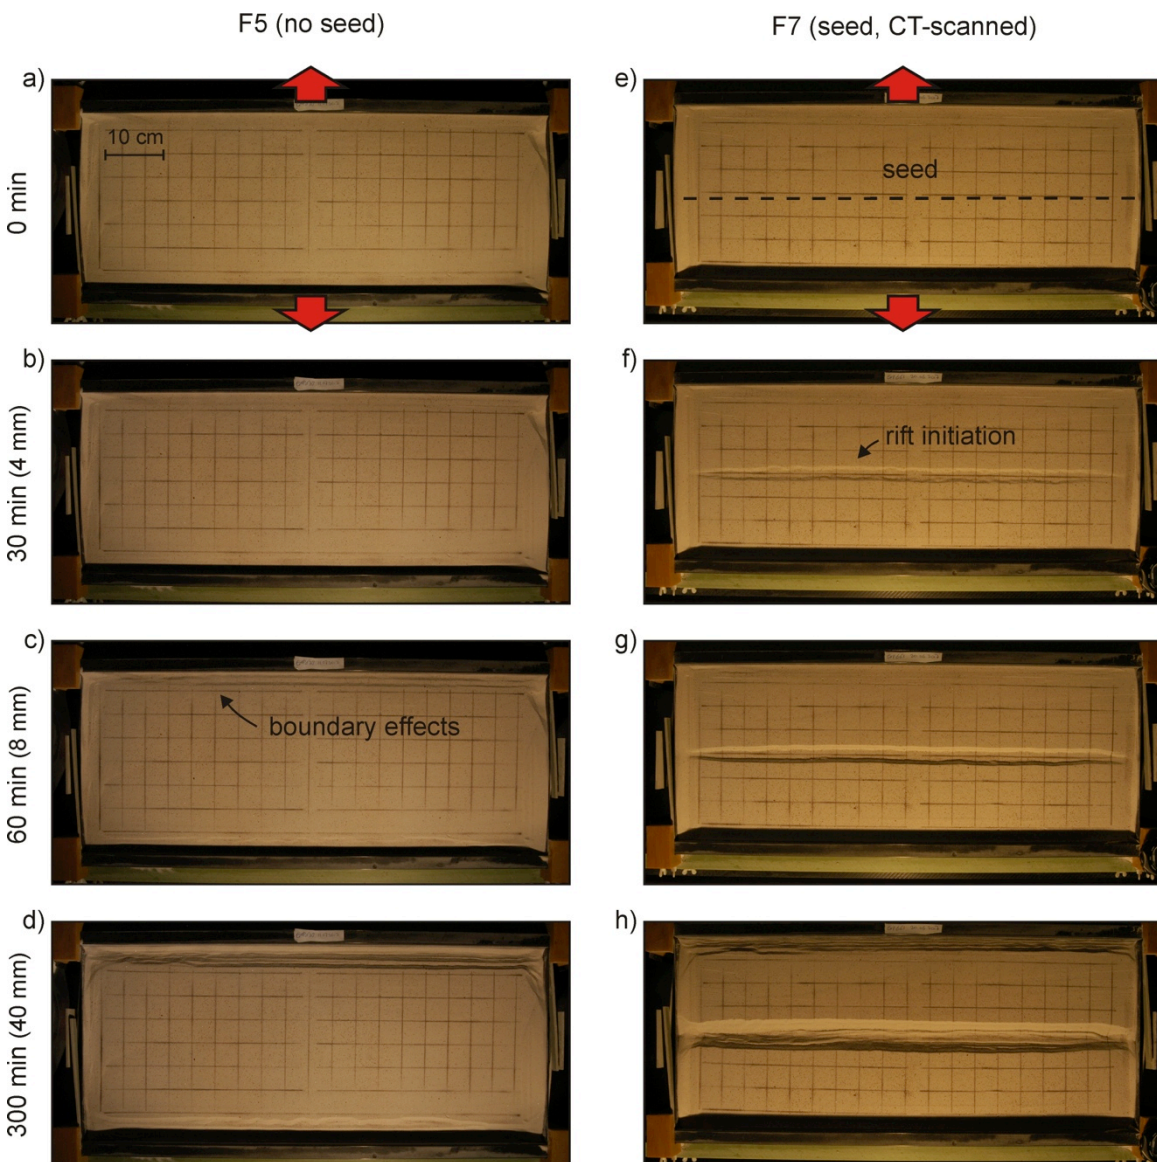 F5 (no seed)
F7 (seed, CT-scanned)
a)
e)
10 cm
seed
0 min
b)
f)
rift initiation
30 min (4 mm)
c)
g)
boundary effects
60 min (8 mm)
d)
h)
300 min (40 mm)